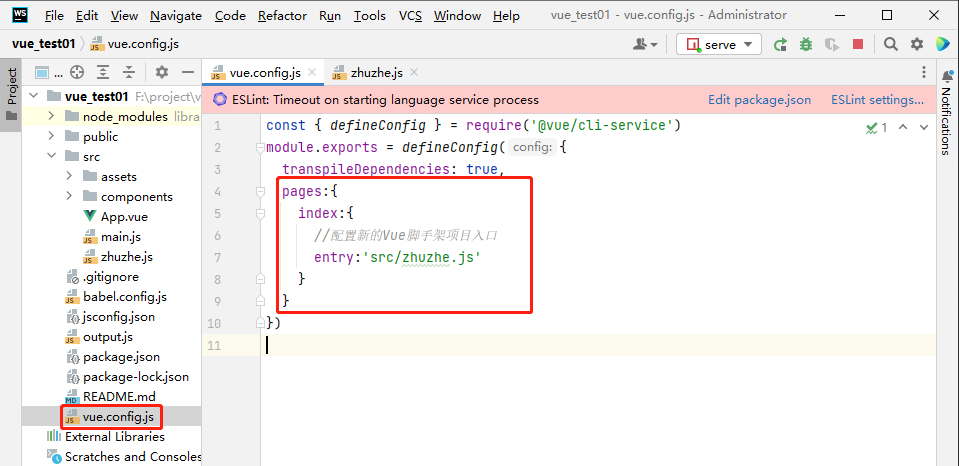 WS File Edit View Navigate Code Refactor Run Tools VCS Window Help vue_test01 - vue.config.js - Administrator
vue_test01 vue.config.js serve
Project
... vue.config.js zhuzhe.js
vue_test01 F:\project\v
ESLint: Timeout on starting language service process Edit package.json ESLint settings...
Notifications
node_modules libra
public
src
assets
components
App.vue
main.js
zhuzhe.js
.gitignore
babel.config.js
jsconfig.json
output.js
package.json
package-lock.json
README.md
vue.config.js
External Libraries
Scratches and Consoles
1 const { defineConfig } = require('@vue/cli-service')
1
2 module.exports = defineConfig( config: {
3 transpileDependencies: true,
4 pages:{
5 index:{
6 //配置新的Vue脚手架项目入口
7 entry:'src/zhuzhe.js'
8 }
9 }
10 })
11